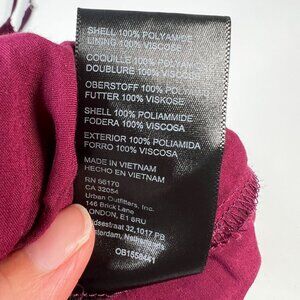 SHELL 100% POLYAMIDE
LINING 100% VISCOSE
COQUILLE 100% POLYAMIDE
DOUBLURE 100% VISCOSE
OBERSTOFF 100% POLYAMID
FUTTER 100% VISKOSE
SHELL 100% POLIAMMIDE
FODERA 100% VISCOSA
EXTERIOR 100% POLIAMIDA
FORRO 100% VISCOSA
MADE IN VIETNAM
HECHO EN VIETNAM
RN 66170
CA 32054
Urban Outfitters, Inc.
146 Brick Lane
LONDON, E1 6RU
32, 1017 PB
Netherlands